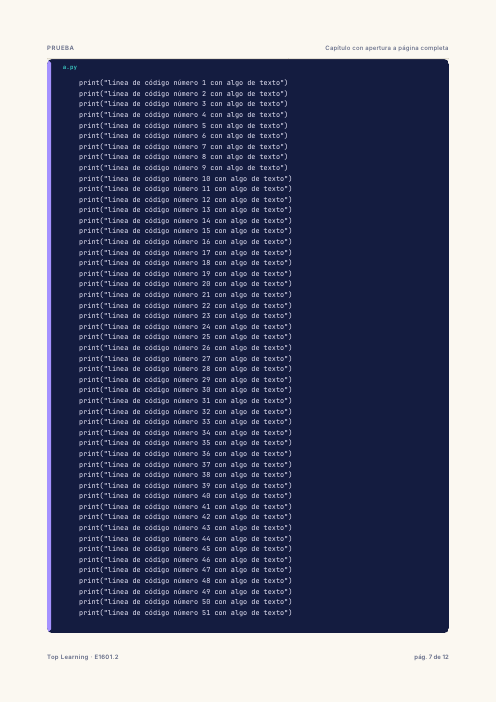 PRUEBA
Capítulo con apertura a página completa
a.py
print("línea de código número 1 con algo de texto")
print("línea de código número 2 con algo de texto")
print("línea de código número 3 con algo de texto")
print("línea de código número 4 con algo de texto")
print("línea de código número 5 con algo de texto")
print("línea de código número 6 con algo de texto")
print("línea de código número 7 con algo de texto")
print("línea de código número 8 con algo de texto")
print("línea de código número 9 con algo de texto")
print("línea de código número 10 con algo de texto")
print("línea de código número 11 con algo de texto")
print("línea de código número 12 con algo de texto")
print("línea de código número 13 con algo de texto")
print("línea de código número 14 con algo de texto")
print("línea de código número 15 con algo de texto")
print("línea de código número 16 con algo de texto")
print("línea de código número 17 con algo de texto")
print("línea de código número 18 con algo de texto")
print("línea de código número 19 con algo de texto")
print("línea de código número 20 con algo de texto")
print("línea de código número 21 con algo de texto")
print("línea de código número 22 con algo de texto")
print("línea de código número 23 con algo de texto")
print("línea de código número 24 con algo de texto")
print("línea de código número 25 con algo de texto")
print("línea de código número 26 con algo de texto")
print("línea de código número 27 con algo de texto")
print("línea de código número 28 con algo de texto")
print("línea de código número 29 con algo de texto")
print("línea de código número 30 con algo de texto")
print("línea de código número 31 con algo de texto")
print("línea de código número 32 con algo de texto")
print("línea de código número 33 con algo de texto")
print("línea de código número 34 con algo de texto")
print("línea de código número 35 con algo de texto")
print("línea de código número 36 con algo de texto")
print("línea de código número 37 con algo de texto")
print("línea de código número 38 con algo de texto")
print("línea de código número 39 con algo de texto")
print("línea de código número 40 con algo de texto")
print("línea de código número 41 con algo de texto")
print("línea de código número 42 con algo de texto")
print("línea de código número 43 con algo de texto")
print("línea de código número 44 con algo de texto")
print("línea de código número 45 con algo de texto")
print("línea de código número 46 con algo de texto")
print("línea de código número 47 con algo de texto")
print("línea de código número 48 con algo de texto")
print("línea de código número 49 con algo de texto")
print("línea de código número 50 con algo de texto")
print("línea de código número 51 con algo de texto")
Top Learning · E1601.2
pág. 7 de 12